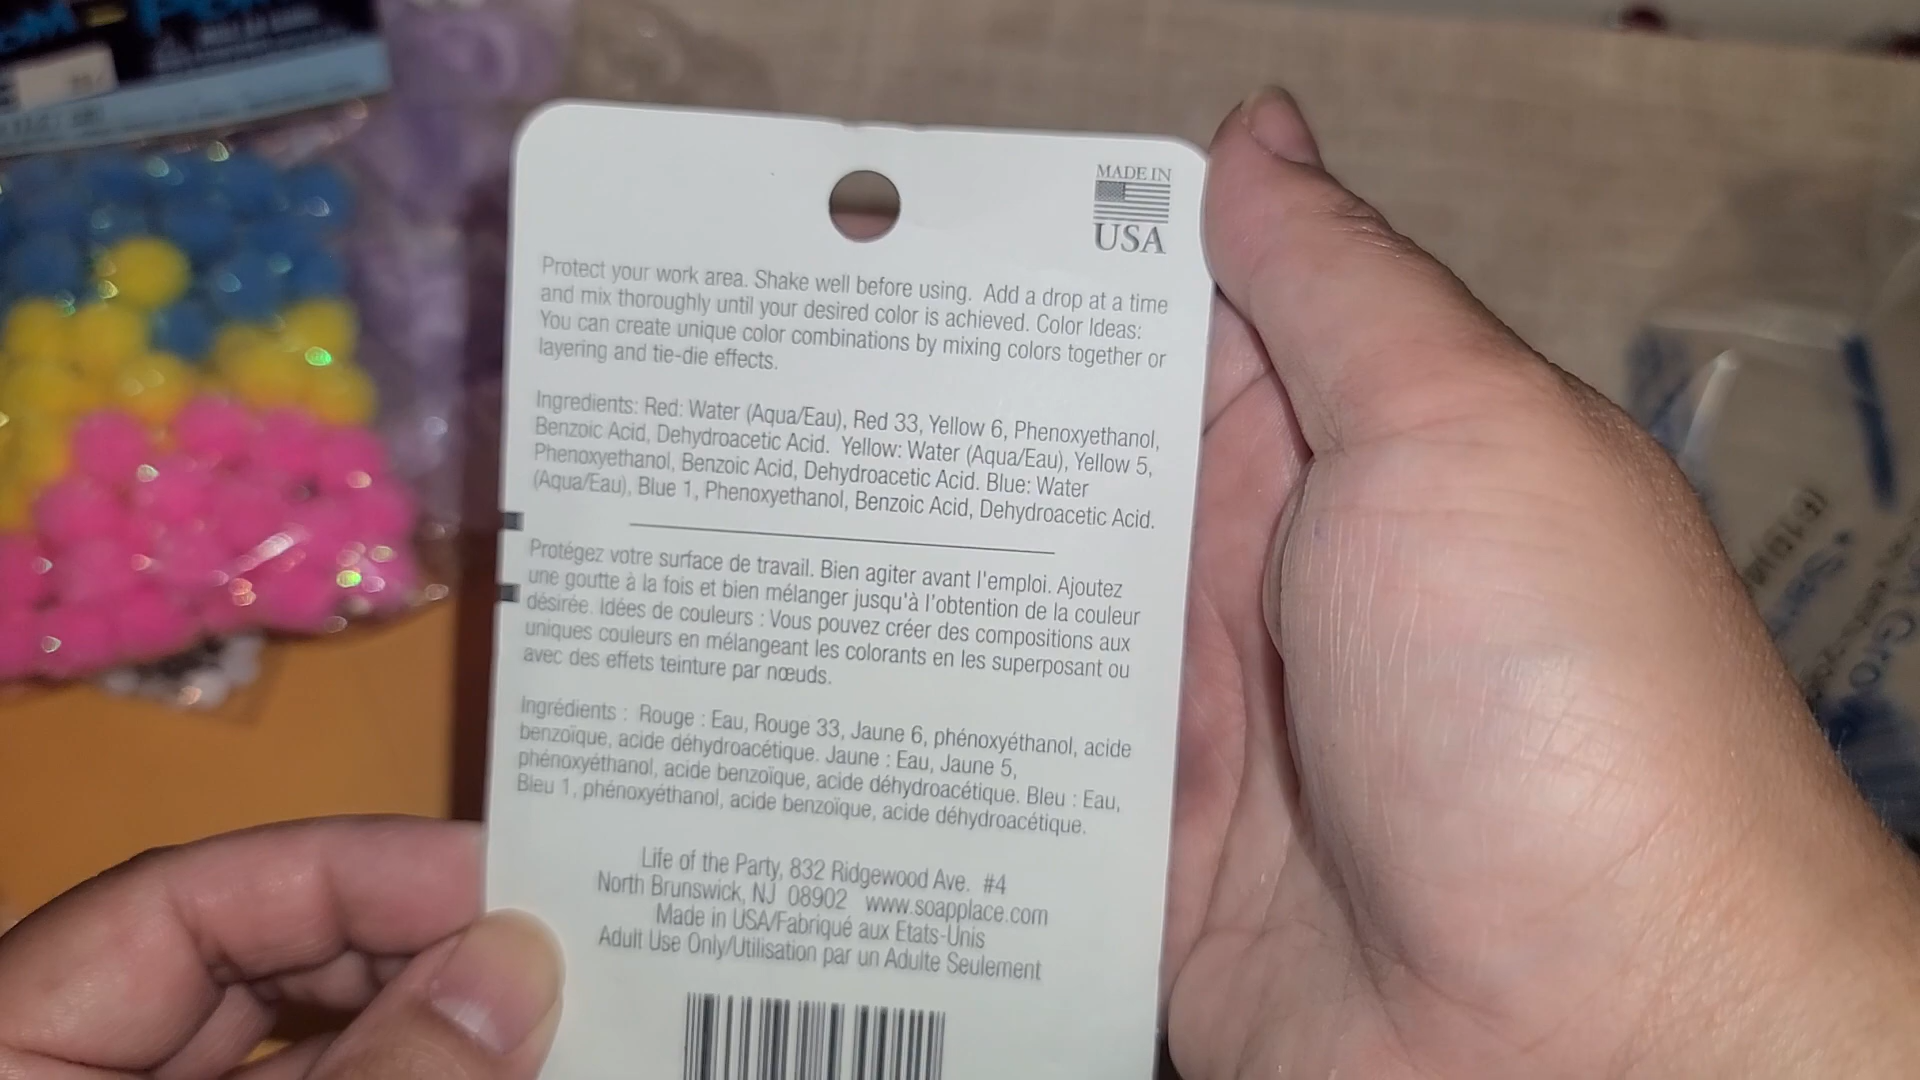 MADE IN
USA
Protect your work area. Shake well before using. Add a drop at a time
and mix thoroughly until your desired color is achieved. Color Ideas:
You can create unique color combinations by mixing colors together or
layering and tie-die effects.
Ingredients: Red: Water (Aqua/Eau), Red 33, Yellow 6, Phenoxyethanol,
Benzoic Acid, Dehydroacetic Acid. Yellow: Water (Aqua/Eau), Yellow 5,
Phenoxyethanol, Benzoic Acid, Dehydroacetic Acid. Blue: Water
(Aqua/Eau), Blue 1, Phenoxyethanol, Benzoic Acid, Dehydroacetic Acid.
Protégez votre surface de travail. Bien agiter avant l'emploi. Ajoutez
une goutte à la fois et bien mélanger jusqu'à l'obtention de la couleur
désirée. Idées de couleurs : Vous pouvez créer des compositions aux
uniques couleurs en mélangeant les colorants en les superposant ou
avec des effets teinture par nœuds.
Ingrédients : Rouge : Eau, Rouge 33, Jaune 6, phénoxyéthanol, acide
benzoïque, acide déhydroacétique. Jaune : Eau, Jaune 5,
phénoxyéthanol, acide benzoïque, acide déhydroacétique. Bleu : Eau,
Bleu 1, phénoxyéthanol, acide benzoïque, acide déhydroacétique.
Life of the Party, 832 Ridgewood Ave. #4
North Brunswick, NJ 08902 www.soapplace.com
Made in USA/Fabriqué aux Etats-Unis
Adult Use Only/Utilisation par un Adulte Seulement